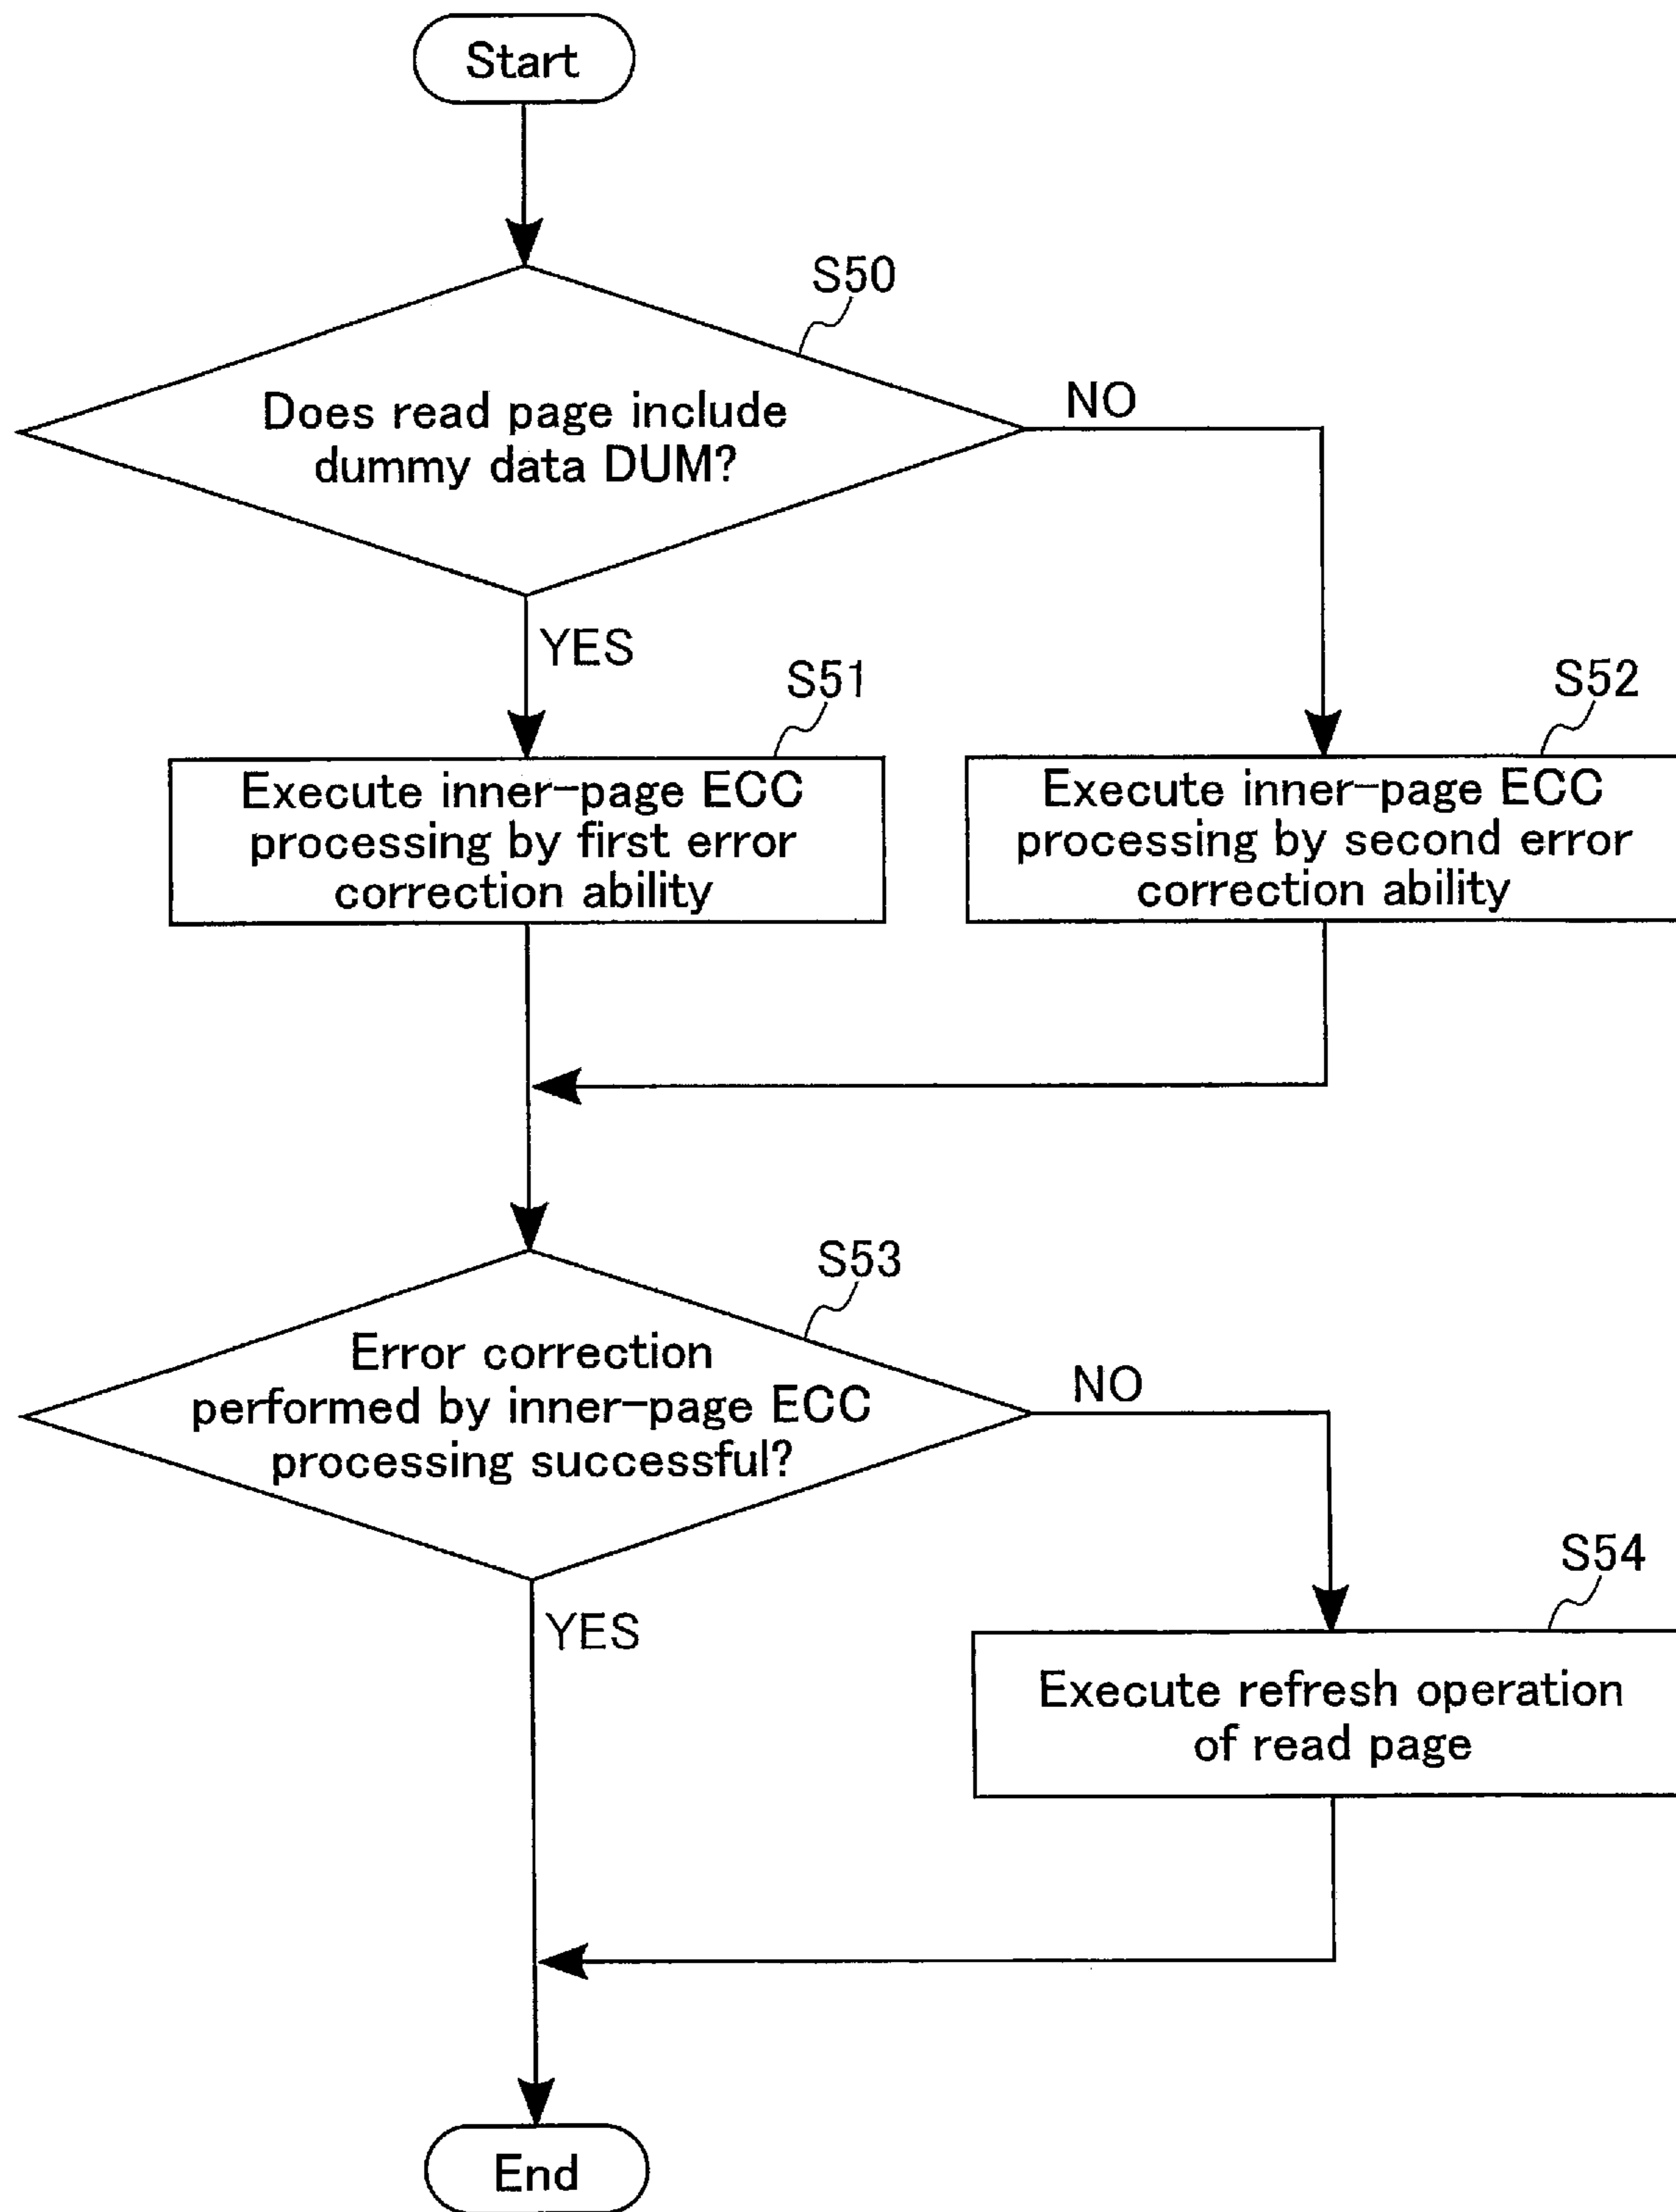 Start
S50
Does read page include
dummy data DUM?
NO
YES
S51
Execute inner-page ECC
processing by first error
correction ability
S52
Execute inner-page ECC
processing by second error
correction ability
S53
Error correction
performed by inner-page ECC
processing successful?
NO
YES
S54
Execute refresh operation
of read page
End